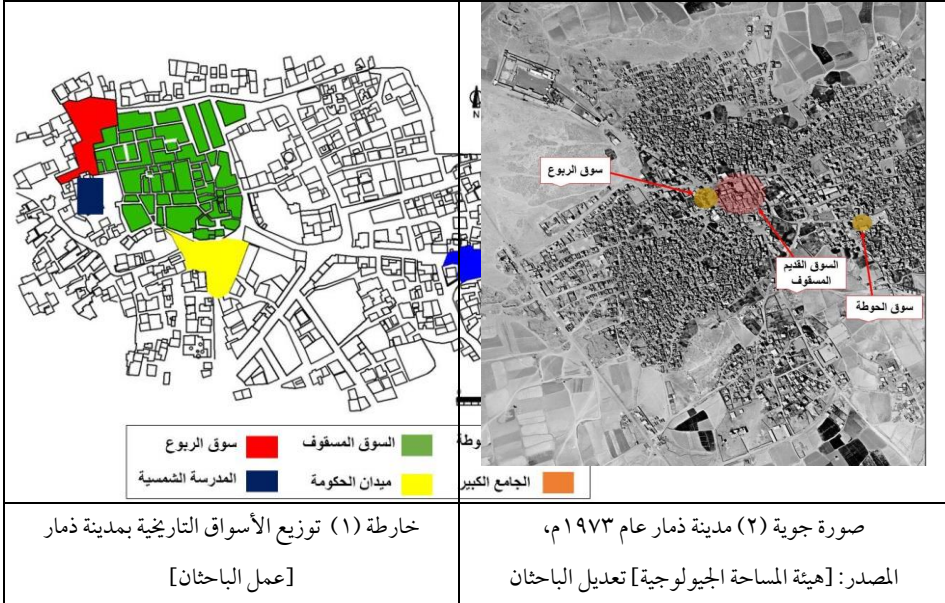 سوق الربوع
السوق القديم
المسقوف
سوق الحوطة
N
سوق الربوع
السوق المسقوف
وطة
المدرسة الشمسية
ميدان الحكومة
الجامع الكبير
صورة جوية (٢) مدينة ذمار عام ١٩٧٣م،
المصدر: [هيئة المساحة الجيولوجية] تعديل الباحثان
خارطة (١) توزيع الأسواق التاريخية بمدينة ذمار
[عمل الباحثان]